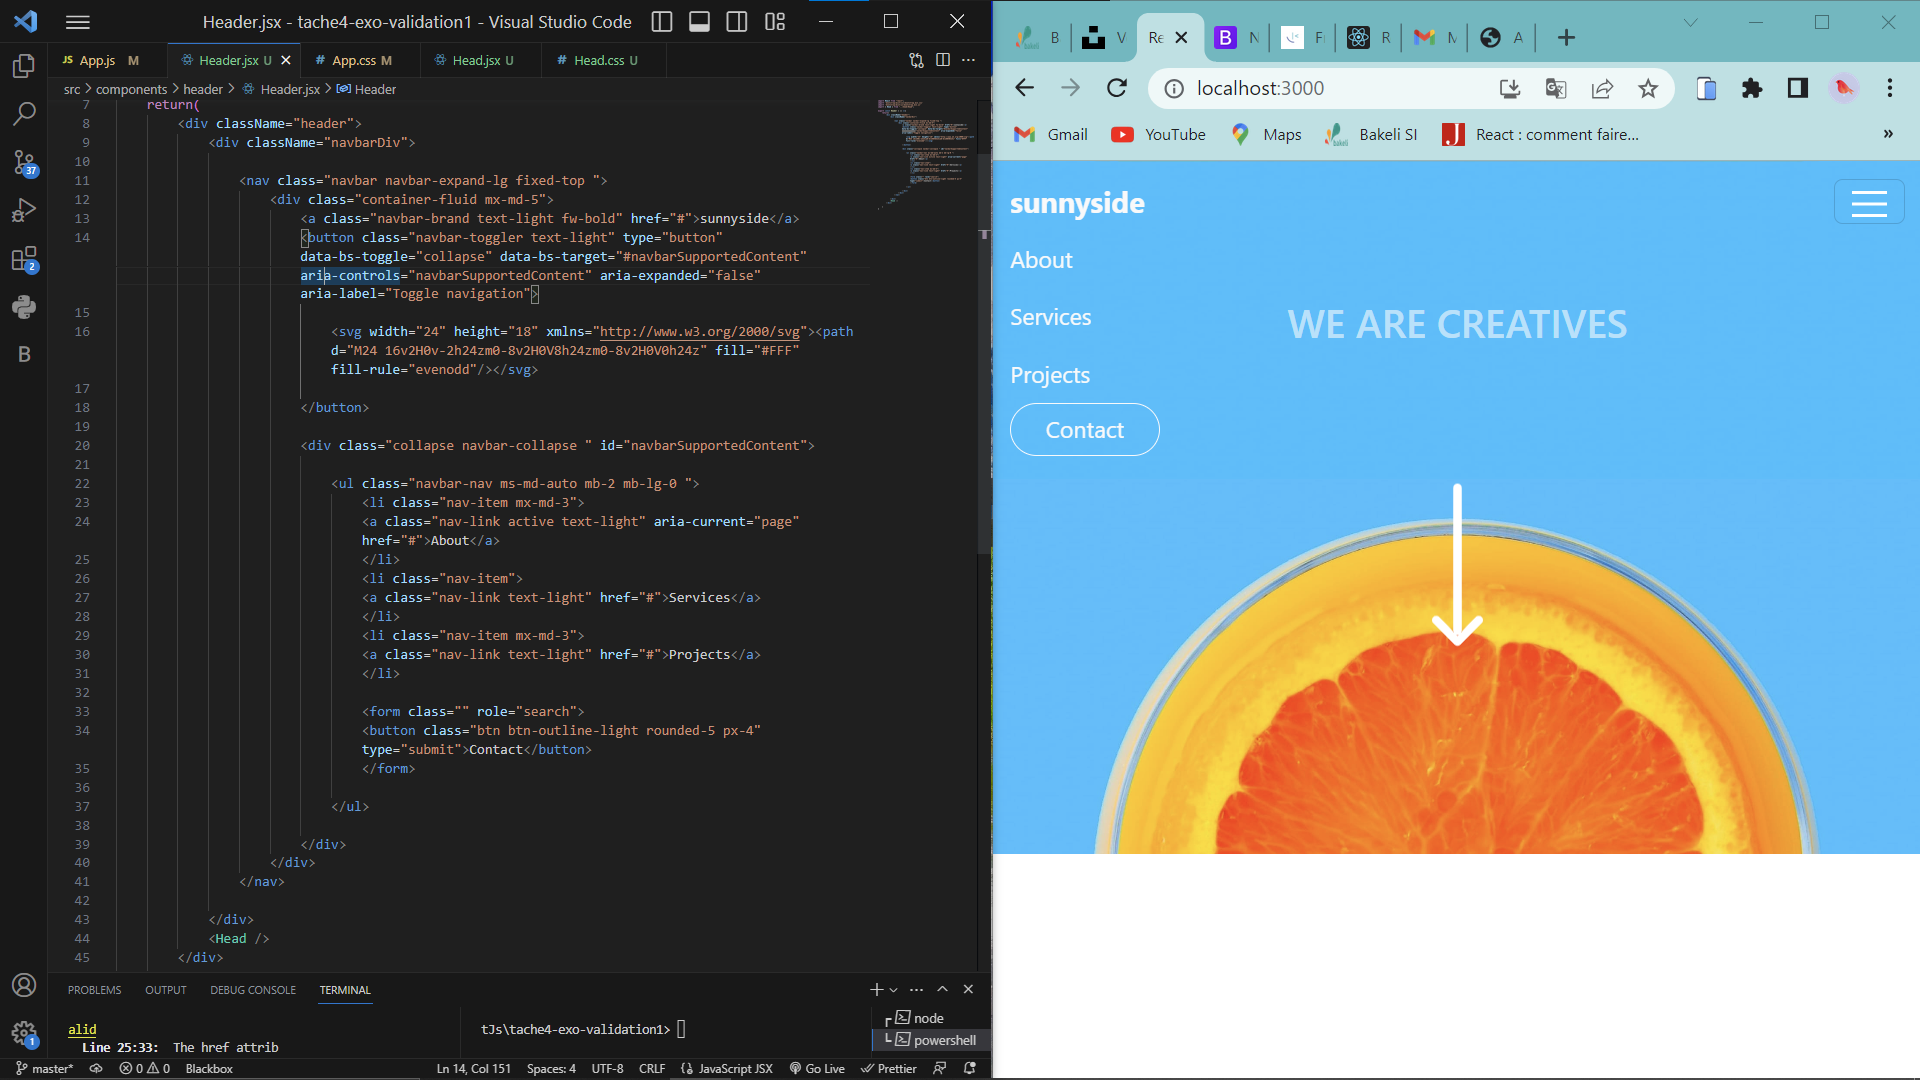 Header.jsx - tache4-exo-validation1 - Visual Studio Code
JS App.js M
Header.jsx U
# App.css M
Head.jsx U
# Head.css U
src > components > header > Header.jsx > Header
7 return(
8 <div className="header">
9 <div className="navbarDiv">
10
11 <nav class="navbar navbar-expand-lg fixed-top ">
12 <div class="container-fluid mx-md-5">
13 <a class="navbar-brand text-light fw-bold" href="#">sunnyside</a>
14 <button class="navbar-toggler text-light" type="button"
data-bs-toggle="collapse" data-bs-target="#navbarSupportedContent"
aria-controls="navbarSupportedContent" aria-expanded="false"
aria-label="Toggle navigation">
15
16 <svg width="24" height="18" xmlns="http://www.w3.org/2000/svg"><path
d="M24 16v2H0v-2h24zm0-8v2H0V8h24zm0-8v2H0V0h24z" fill="#FFF"
fill-rule="evenodd"/></svg>
17
18 </button>
19
20 <div class="collapse navbar-collapse " id="navbarSupportedContent">
21
22 <ul class="navbar-nav ms-md-auto mb-2 mb-lg-0 ">
23 <li class="nav-item mx-md-3">
24 <a class="nav-link active text-light" aria-current="page"
href="#">About</a>
25 </li>
26 <li class="nav-item">
27 <a class="nav-link text-light" href="#">Services</a>
28 </li>
29 <li class="nav-item mx-md-3">
30 <a class="nav-link text-light" href="#">Projects</a>
31 </li>
32
33 <form class="" role="search">
34 <button class="btn btn-outline-light rounded-5 px-4"
type="submit">Contact</button>
35 </form>
36
37 </ul>
38
39 </div>
40 </div>
41 </nav>
42
43 </div>
44 <Head />
45 </div>
37
2
B
1
PROBLEMS OUTPUT DEBUG CONSOLE TERMINAL
alid
Line 25:33: The href attrib
tJs\tache4-exo-validation1>
node
powershell
master* 0 0 Blackbox Ln 14, Col 151 Spaces: 4 UTF-8 CRLF JavaScript JSX Go Live Prettier
B V Re B N F R M A
localhost:3000
Gmail YouTube Maps Bakeli SI React : comment faire... »
sunnyside
About
Services
Projects
Contact
WE ARE CREATIVES